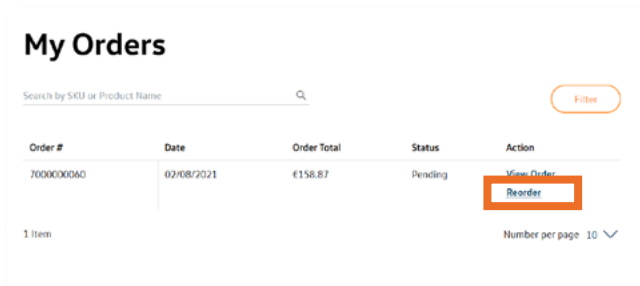 My Orders
Search by SKU or Product Name
Filter
Order # Date Order Total Status Action
7000000060 02/08/2021 €158.87 Pending View Order
Reorder
1 Item Number per page 10